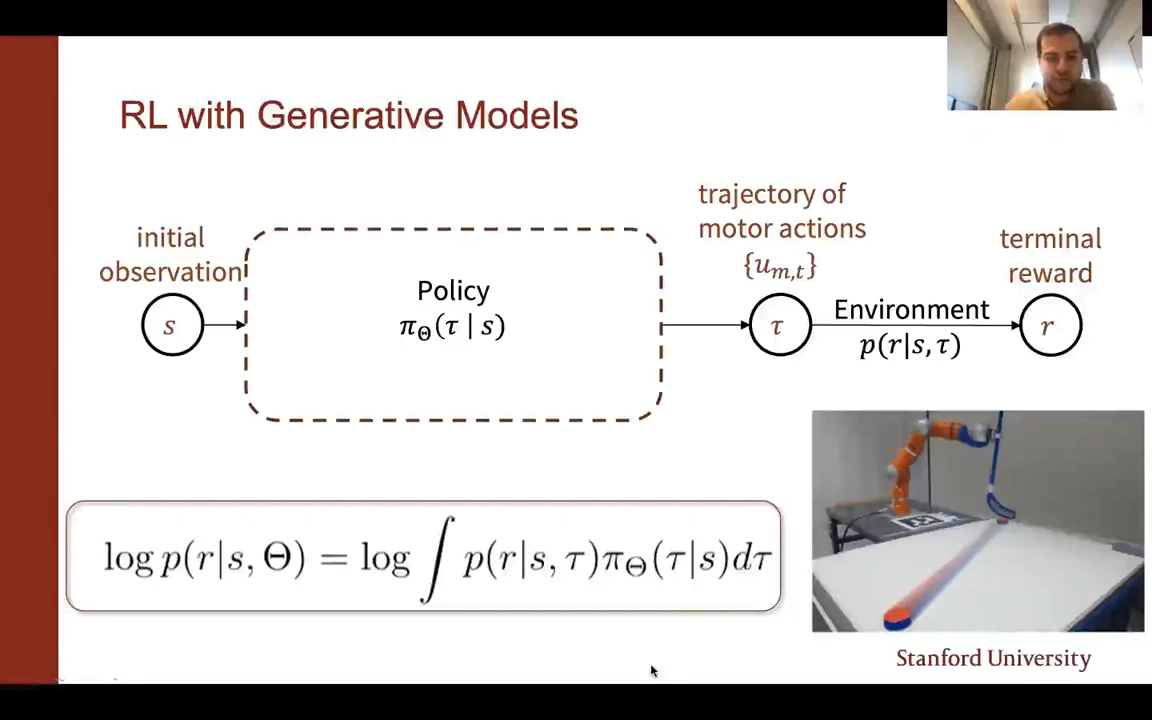 RL with Generative Models
initial
observation
s
Policy
π_Θ(τ | s)
trajectory of
motor actions
{u_{m,t}}
τ
Environment
p(r|s, τ)
terminal
reward
r
log p(r|s, Θ) = log ∫ p(r|s, τ)π_Θ(τ|s)dτ
Stanford University